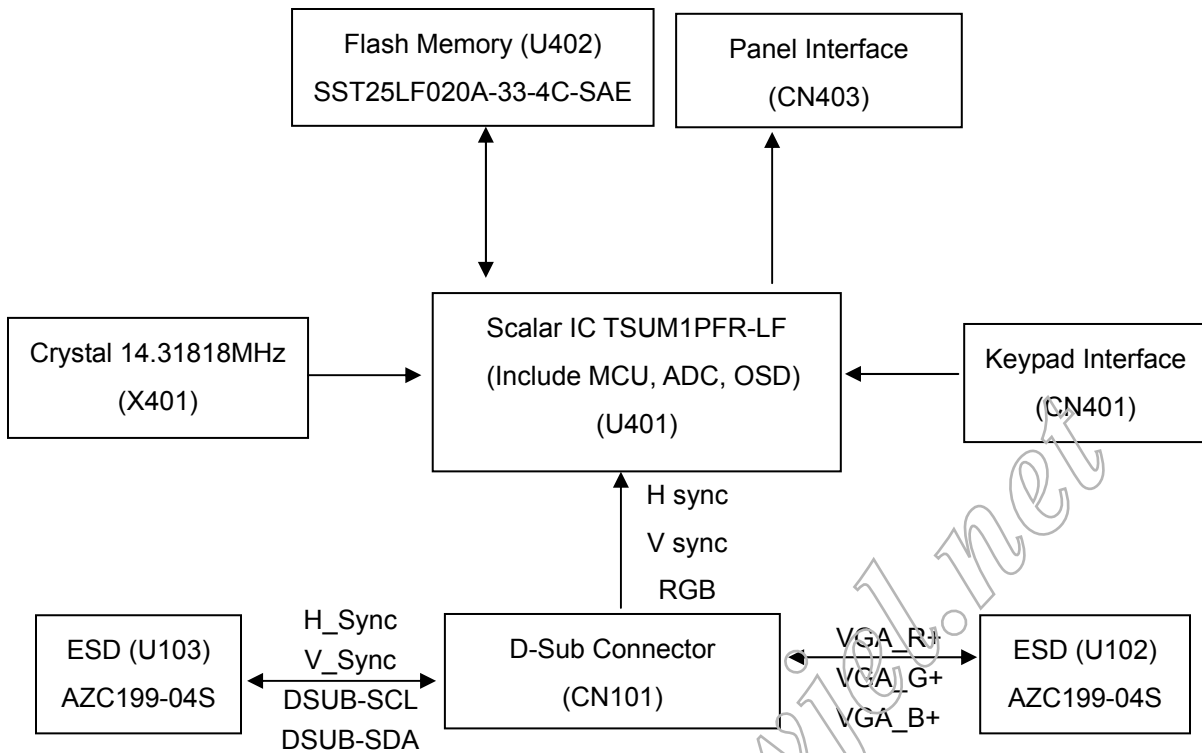 Flash Memory (U402)
SST25LF020A-33-4C-SAE
Panel Interface
(CN403)
Crystal 14.31818MHz
(X401)
Scalar IC TSUM1PFR-LF
(Include MCU, ADC, OSD)
(U401)
Keypad Interface
(CN401)
H sync
V sync
RGB
ESD (U103)
AZC199-04S
H_Sync
V_Sync
DSUB-SCL
DSUB-SDA
D-Sub Connector
(CN101)
VGA_R+
VGA_G+
VGA_B+
ESD (U102)
AZC199-04S
vjel.net